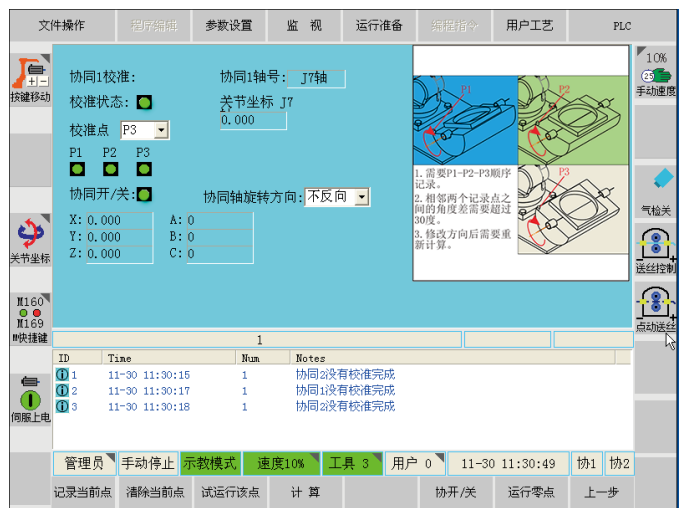 文件操作 程序编辑 参数设置 监 视 运行准备 编程指令 用户工艺 PLC
按键移动
关节坐标
M160
M169
M快捷键
伺服上电
协同1校准: 协同1轴号: J7轴
校准状态: 关节坐标 J7
0.000
校准点 P3
P1 P2 P3
协同开/关: 协同轴旋转方向: 不反向
X: 0.000 A: 0
Y: 0.000 B: 0
Z: 0.000 C: 0
P1 P2
P3
1.需要P1-P2-P3顺序
记录。
2.相邻两个记录点之
间的角度差需要超过
30度。
3.修改方向后需要重
新计算。
10%
手动速度
气检关
送丝控制
点动送丝
1
ID Time Num Notes
1 11-30 11:30:15 1 协同2没有校准完成
2 11-30 11:30:17 1 协同1没有校准完成
3 11-30 11:30:18 1 协同2没有校准完成
管理员 手动停止 示教模式 速度10% 工具 3 用户 0 11-30 11:30:49 协1 协2
记录当前点 清除当前点 试运行该点 计 算 协开/关 运行零点 上一步